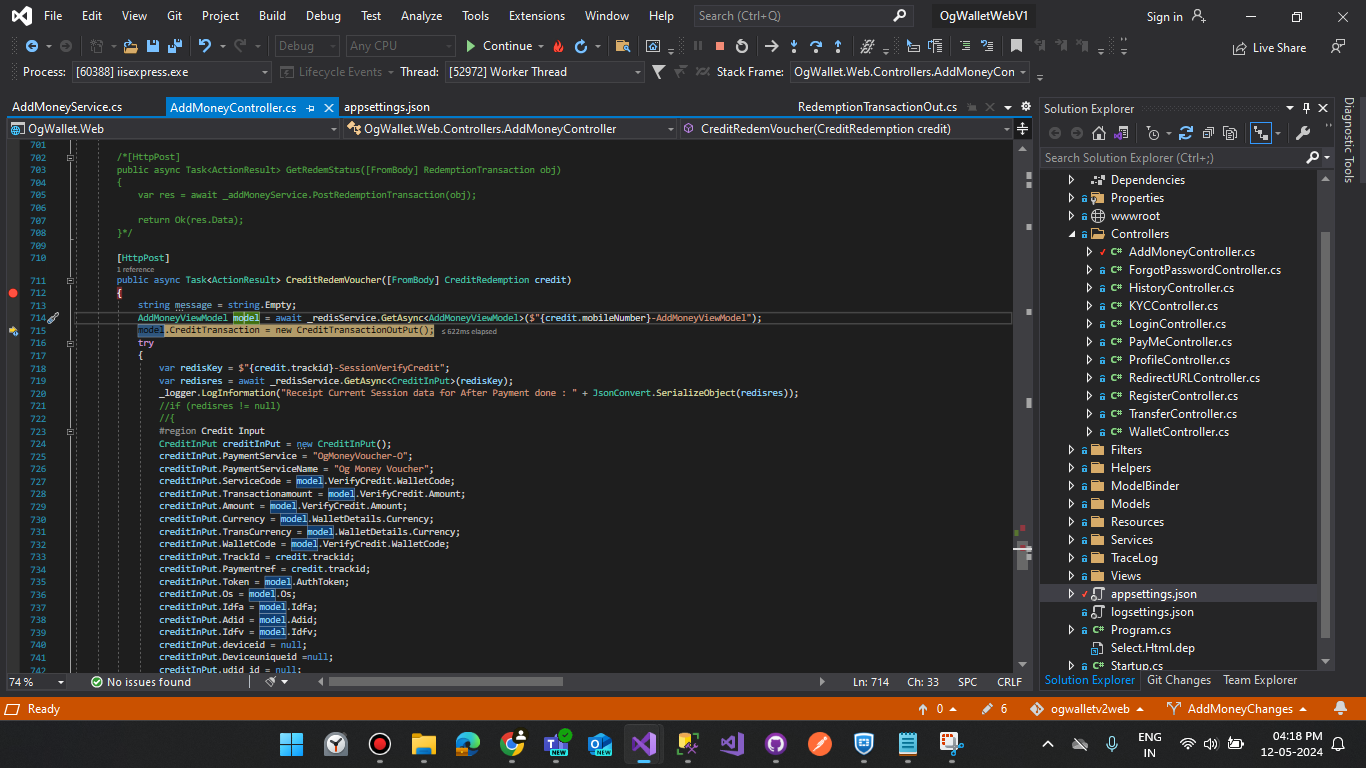 File Edit View Git Project Build Debug Test Analyze Tools Extensions Window Help Search (Ctrl+Q) OgWalletWebV1 Sign in
Debug Any CPU Continue Live Share
Process: [60388] iisexpress.exe Lifecycle Events Thread: [52972] Worker Thread Stack Frame: OgWallet.Web.Controllers.AddMoneyCon
AddMoneyService.cs AddMoneyController.cs appsettings.json RedemptionTransactionOut.cs
OgWallet.Web OgWallet.Web.Controllers.AddMoneyController CreditRedemVoucher(CreditRedemption credit)
701
702 /*[HttpPost]
703 public async Task<ActionResult> GetRedemStatus([FromBody] RedemptionTransaction obj)
704 {
705 var res = await _addMoneyService.PostRedemptionTransaction(obj);
706
707 return Ok(res.Data);
708 }*/
709
710 [HttpPost]
1 reference
711 public async Task<ActionResult> CreditRedemVoucher([FromBody] CreditRedemption credit)
712 {
713 string message = string.Empty;
714 AddMoneyViewModel model = await _redisService.GetAsync<AddMoneyViewModel>($"{credit.mobileNumber}-AddMoneyViewModel");
715 model.CreditTransaction = new CreditTransactionOutPut(); ≤ 622ms elapsed
716 try
717 {
718 var redisKey = $"{credit.trackid}-SessionVerifyCredit";
719 var redisres = await _redisService.GetAsync<CreditInPut>(redisKey);
720 _logger.LogInformation("Receipt Current Session data for After Payment done : " + JsonConvert.SerializeObject(redisres));
721 //if (redisres != null)
722 //{
723 #region Credit Input
724 CreditInPut creditInPut = new CreditInPut();
725 creditInPut.PaymentService = "OgMoneyVoucher-O";
726 creditInPut.PaymentServiceName = "Og Money Voucher";
727 creditInPut.ServiceCode = model.VerifyCredit.WalletCode;
728 creditInPut.Transactionamount = model.VerifyCredit.Amount;
729 creditInPut.Amount = model.VerifyCredit.Amount;
730 creditInPut.Currency = model.WalletDetails.Currency;
731 creditInPut.TransCurrency = model.WalletDetails.Currency;
732 creditInPut.WalletCode = model.VerifyCredit.WalletCode;
733 creditInPut.TrackId = credit.trackid;
734 creditInPut.Paymentref = credit.trackid;
735 creditInPut.Token = model.AuthToken;
736 creditInPut.Os = model.Os;
737 creditInPut.Idfa = model.Idfa;
738 creditInPut.Adid = model.Adid;
739 creditInPut.Idfv = model.Idfv;
740 creditInPut.deviceid = null;
741 creditInPut.Deviceuniqueid =null;
742 creditInPut.udid_id = null;
74 % No issues found Ln: 714 Ch: 33 SPC CRLF
Solution Explorer
Search Solution Explorer (Ctrl+;)
Dependencies
Properties
wwwroot
Controllers
AddMoneyController.cs
ForgotPasswordController.cs
HistoryController.cs
KYCController.cs
LoginController.cs
PayMeController.cs
ProfileController.cs
RedirectURLController.cs
RegisterController.cs
TransferController.cs
WalletController.cs
Filters
Helpers
ModelBinder
Models
Resources
Services
TraceLog
Views
appsettings.json
logsettings.json
Program.cs
Select.Html.dep
Startup.cs
Solution Explorer Git Changes Team Explorer
Diagnostic Tools
Ready 0 6 ogwalletv2web AddMoneyChanges
NEW NEW ENG
IN
04:18 PM
12-05-2024